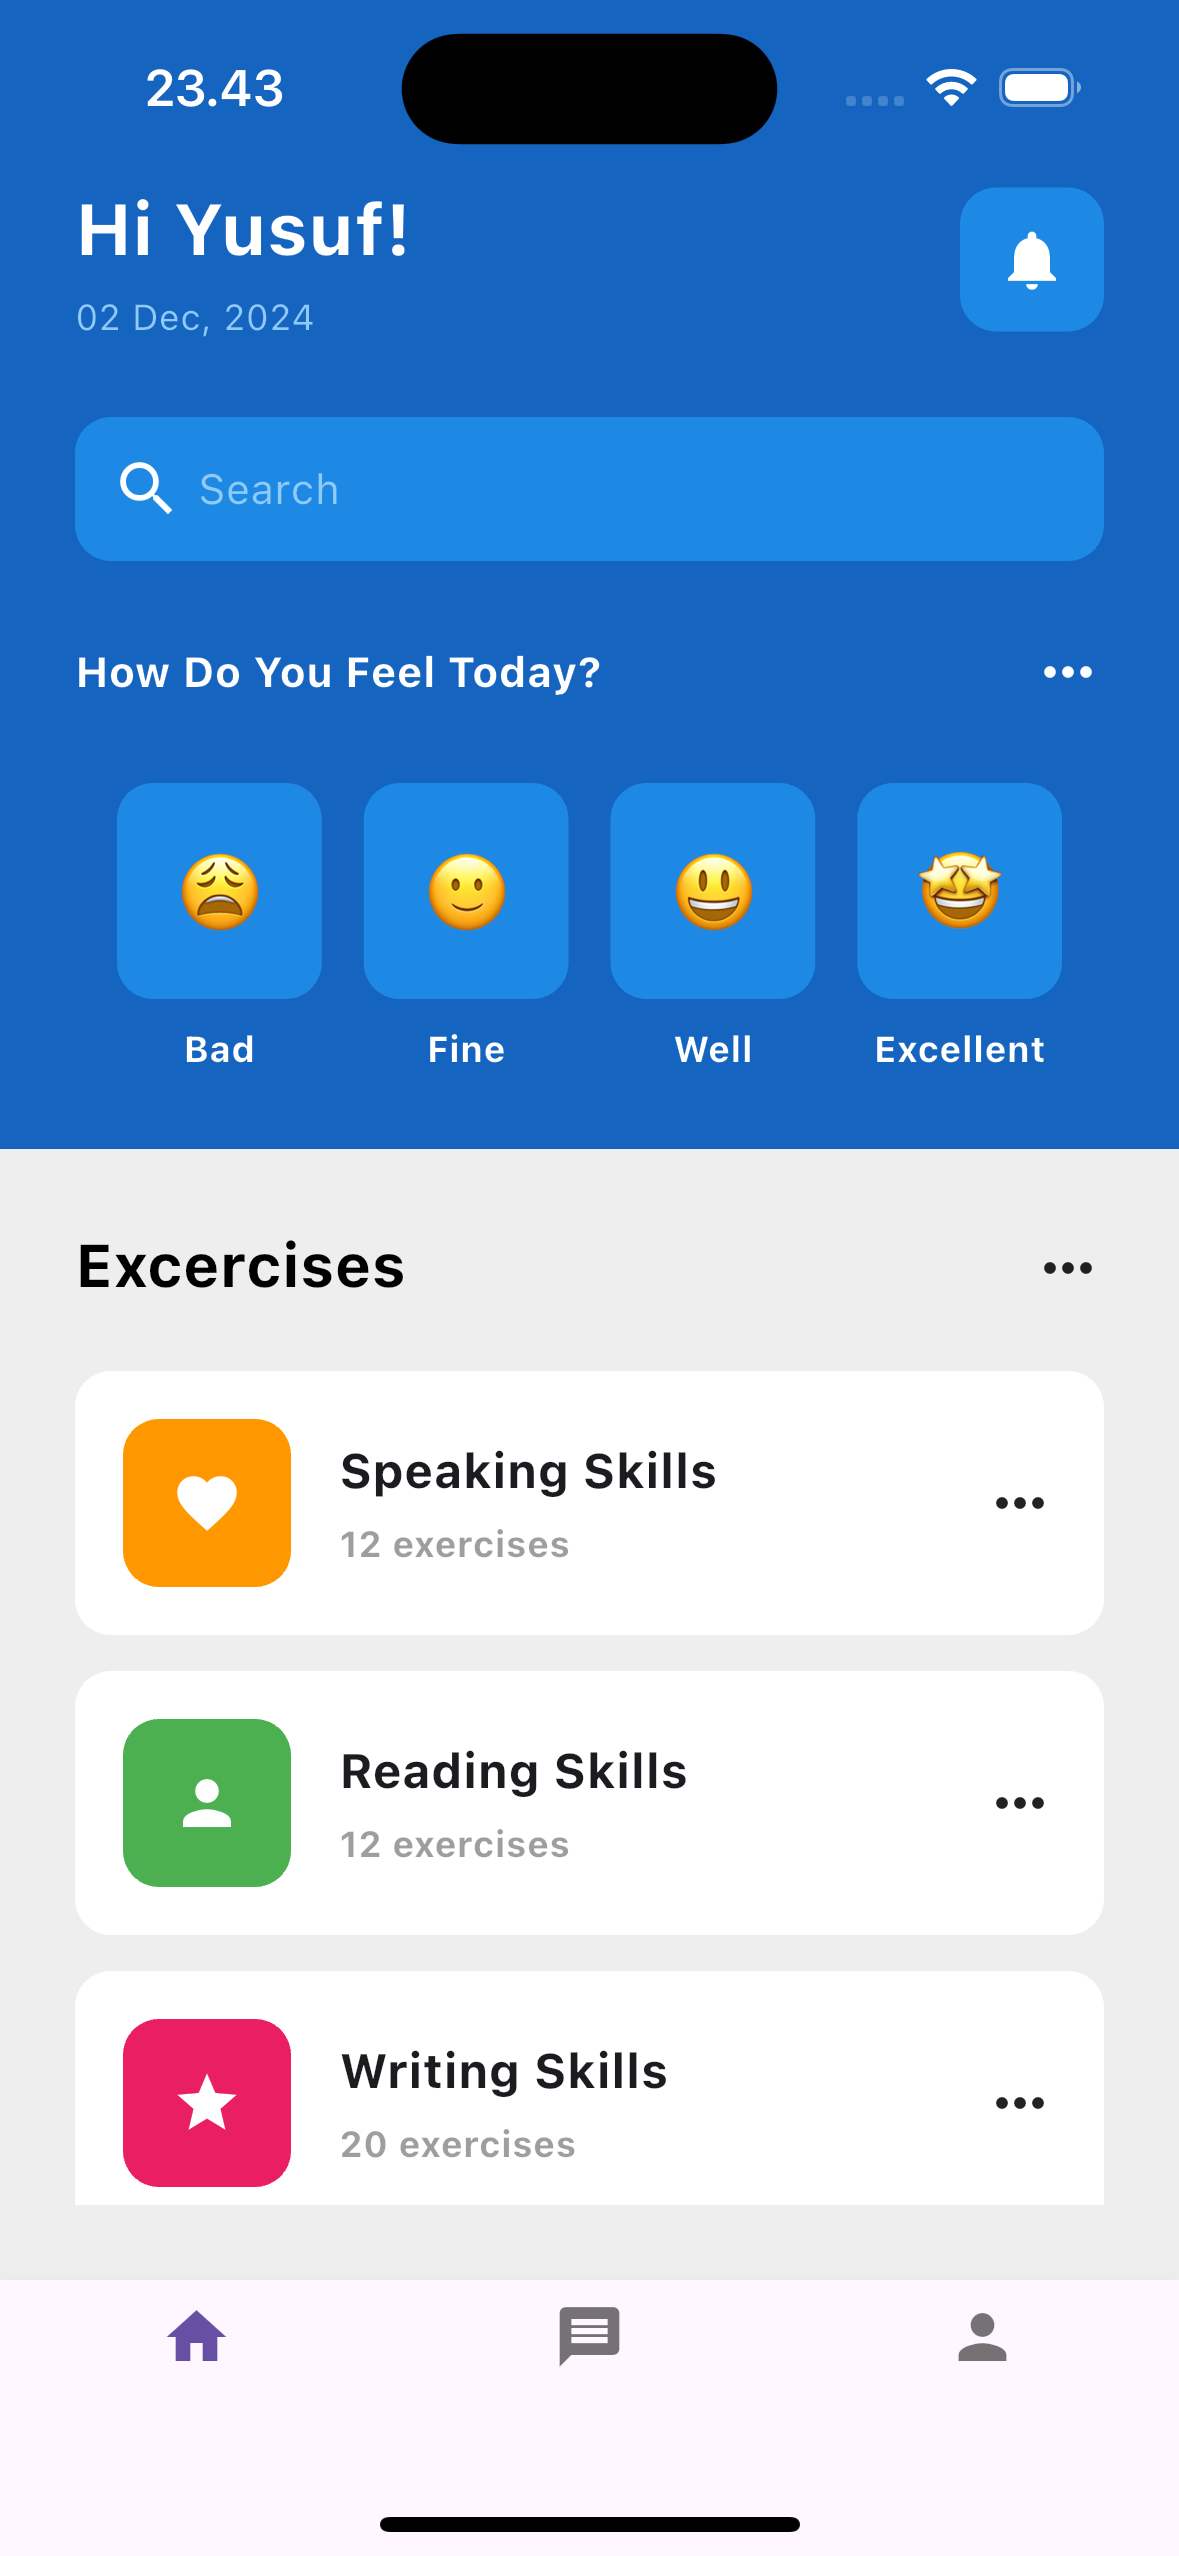 23.43
Hi Yusuf!
02 Dec, 2024
Search
How Do You Feel Today?
Bad
Fine
Well
Excellent
Excercises
Speaking Skills
12 exercises
Reading Skills
12 exercises
Writing Skills
20 exercises